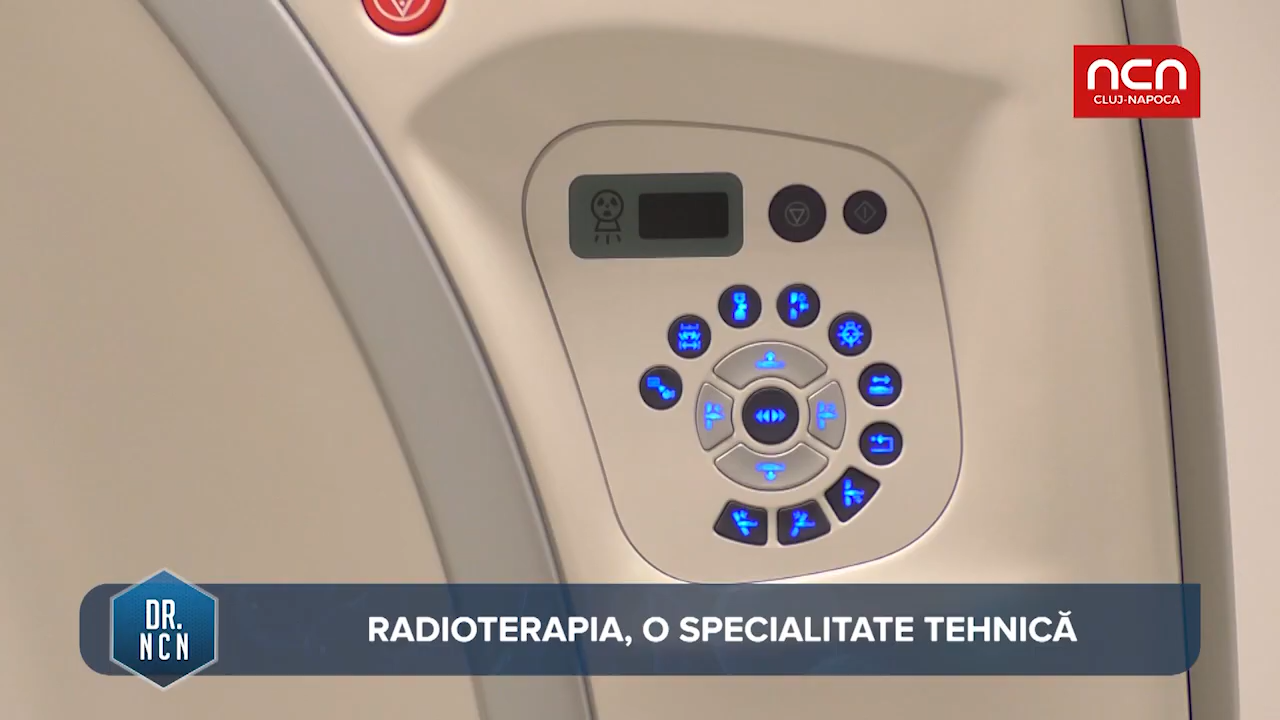 ncn
CLUJ-NAPOCA
DR.
NCN
RADIOTERAPIA, O SPECIALITATE TEHNICĂ